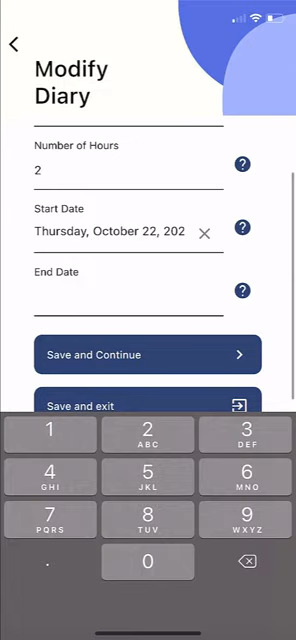 Modify
Diary
Number of Hours
2
Start Date
Thursday, October 22, 202
End Date
Save and Continue
Save and exit
1
2
ABC
3
DEF
4
GHI
5
JKL
6
MNO
7
PQRS
8
TUV
9
WXYZ
.
0